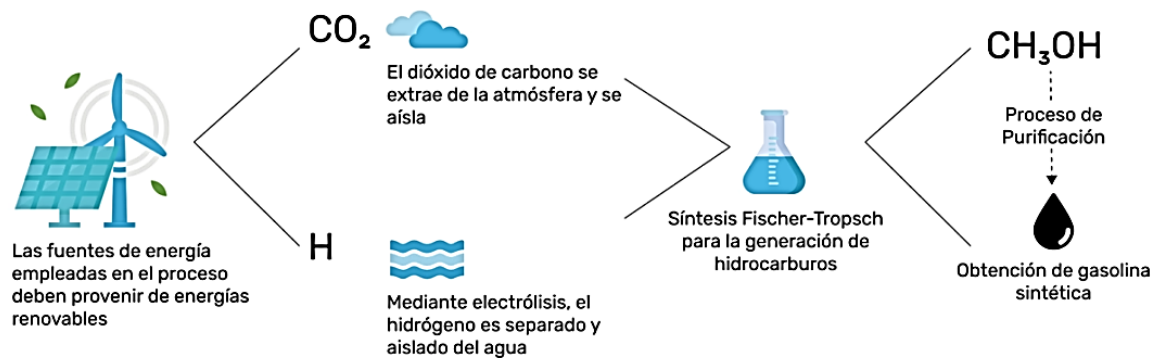 Las fuentes de energía
empleadas en el proceso
deben provenir de energías
renovables
CO₂
El dióxido de carbono se
extrae de la atmósfera y se
aísla
H
Mediante electrólisis, el
hidrógeno es separado y
aislado del agua
Síntesis Fischer-Tropsch
para la generación de
hidrocarburos
CH₃OH
Proceso de
Purificación
Obtención de gasolina
sintética